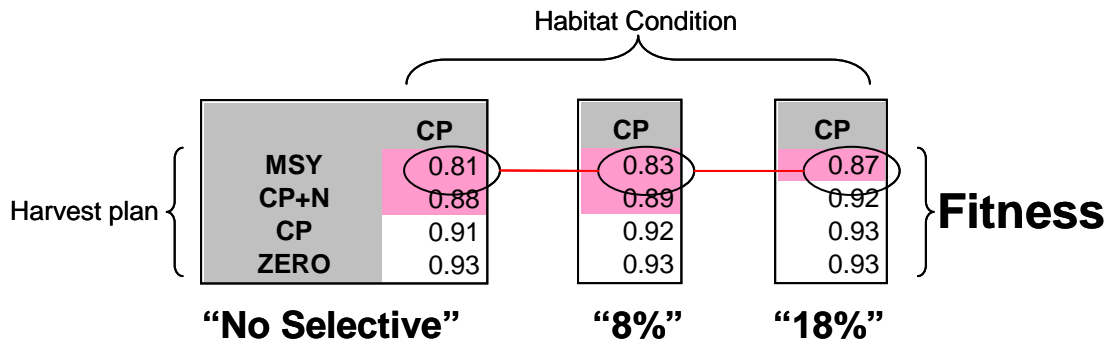 Habitat Condition
CP CP CP
MSY 0.81 0.83 0.87
Harvest plan CP+N 0.88 0.89 0.92 Fitness
CP 0.91 0.92 0.93
ZERO 0.93 0.93 0.93
“No Selective” “8%” “18%”